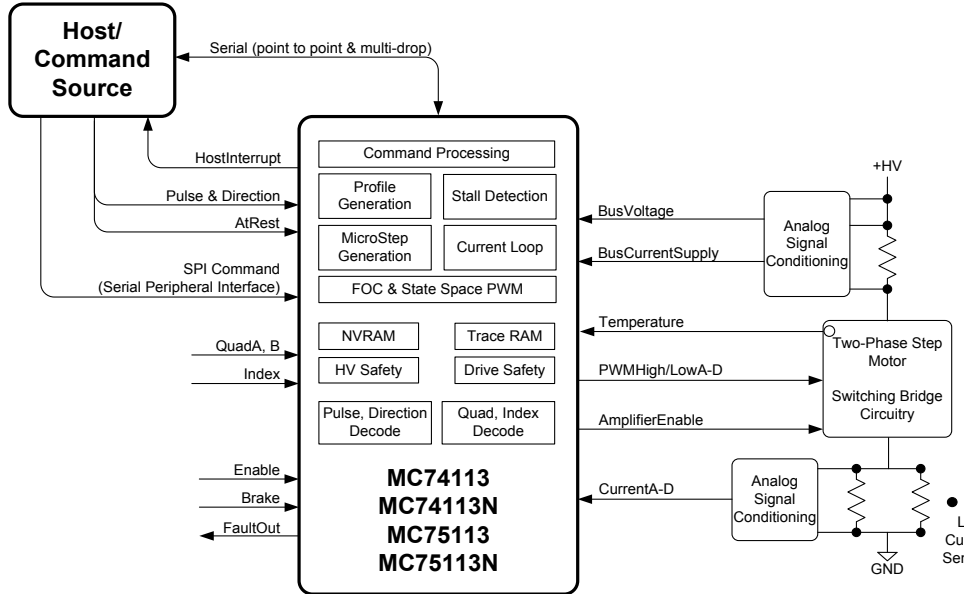 Host/
Command
Source
Serial (point to point & multi-drop)
HostInterrupt
Pulse & Direction
AtRest
SPI Command
(Serial Peripheral Interface)
QuadA, B
Index
Enable
Brake
FaultOut
Command Processing
Profile
Generation
Stall Detection
MicroStep
Generation
Current Loop
FOC & State Space PWM
NVRAM
Trace RAM
HV Safety
Drive Safety
Pulse, Direction
Decode
Quad, Index
Decode
MC74113
MC74113N
MC75113
MC75113N
+HV
BusVoltage
BusCurrentSupply
Analog
Signal
Conditioning
Temperature
PWMHigh/LowA-D
AmplifierEnable
Two-Phase Step
Motor
Switching Bridge
Circuitry
CurrentA-D
Analog
Signal
Conditioning
GND
L
Cu
Ser